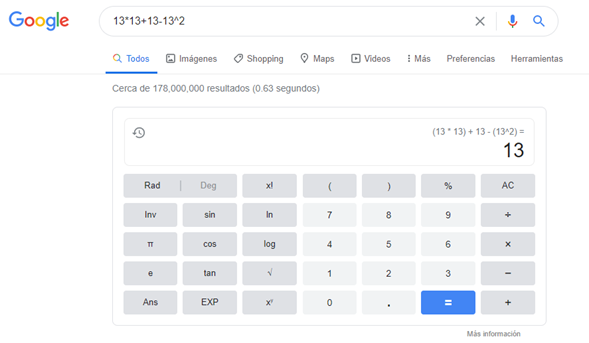 Google 13*13+13-13^2
Todos Imágenes Shopping Maps Videos Más Preferencias Herramientas
Cerca de 178,000,000 resultados (0.63 segundos)
(13 * 13) + 13 - (13^2) =
13
Rad | Deg x! ( ) % AC
Inv sin ln 7 8 9 ÷
π cos log 4 5 6 ×
e tan √ 1 2 3 −
Ans EXP xʸ 0 . = +
Más información